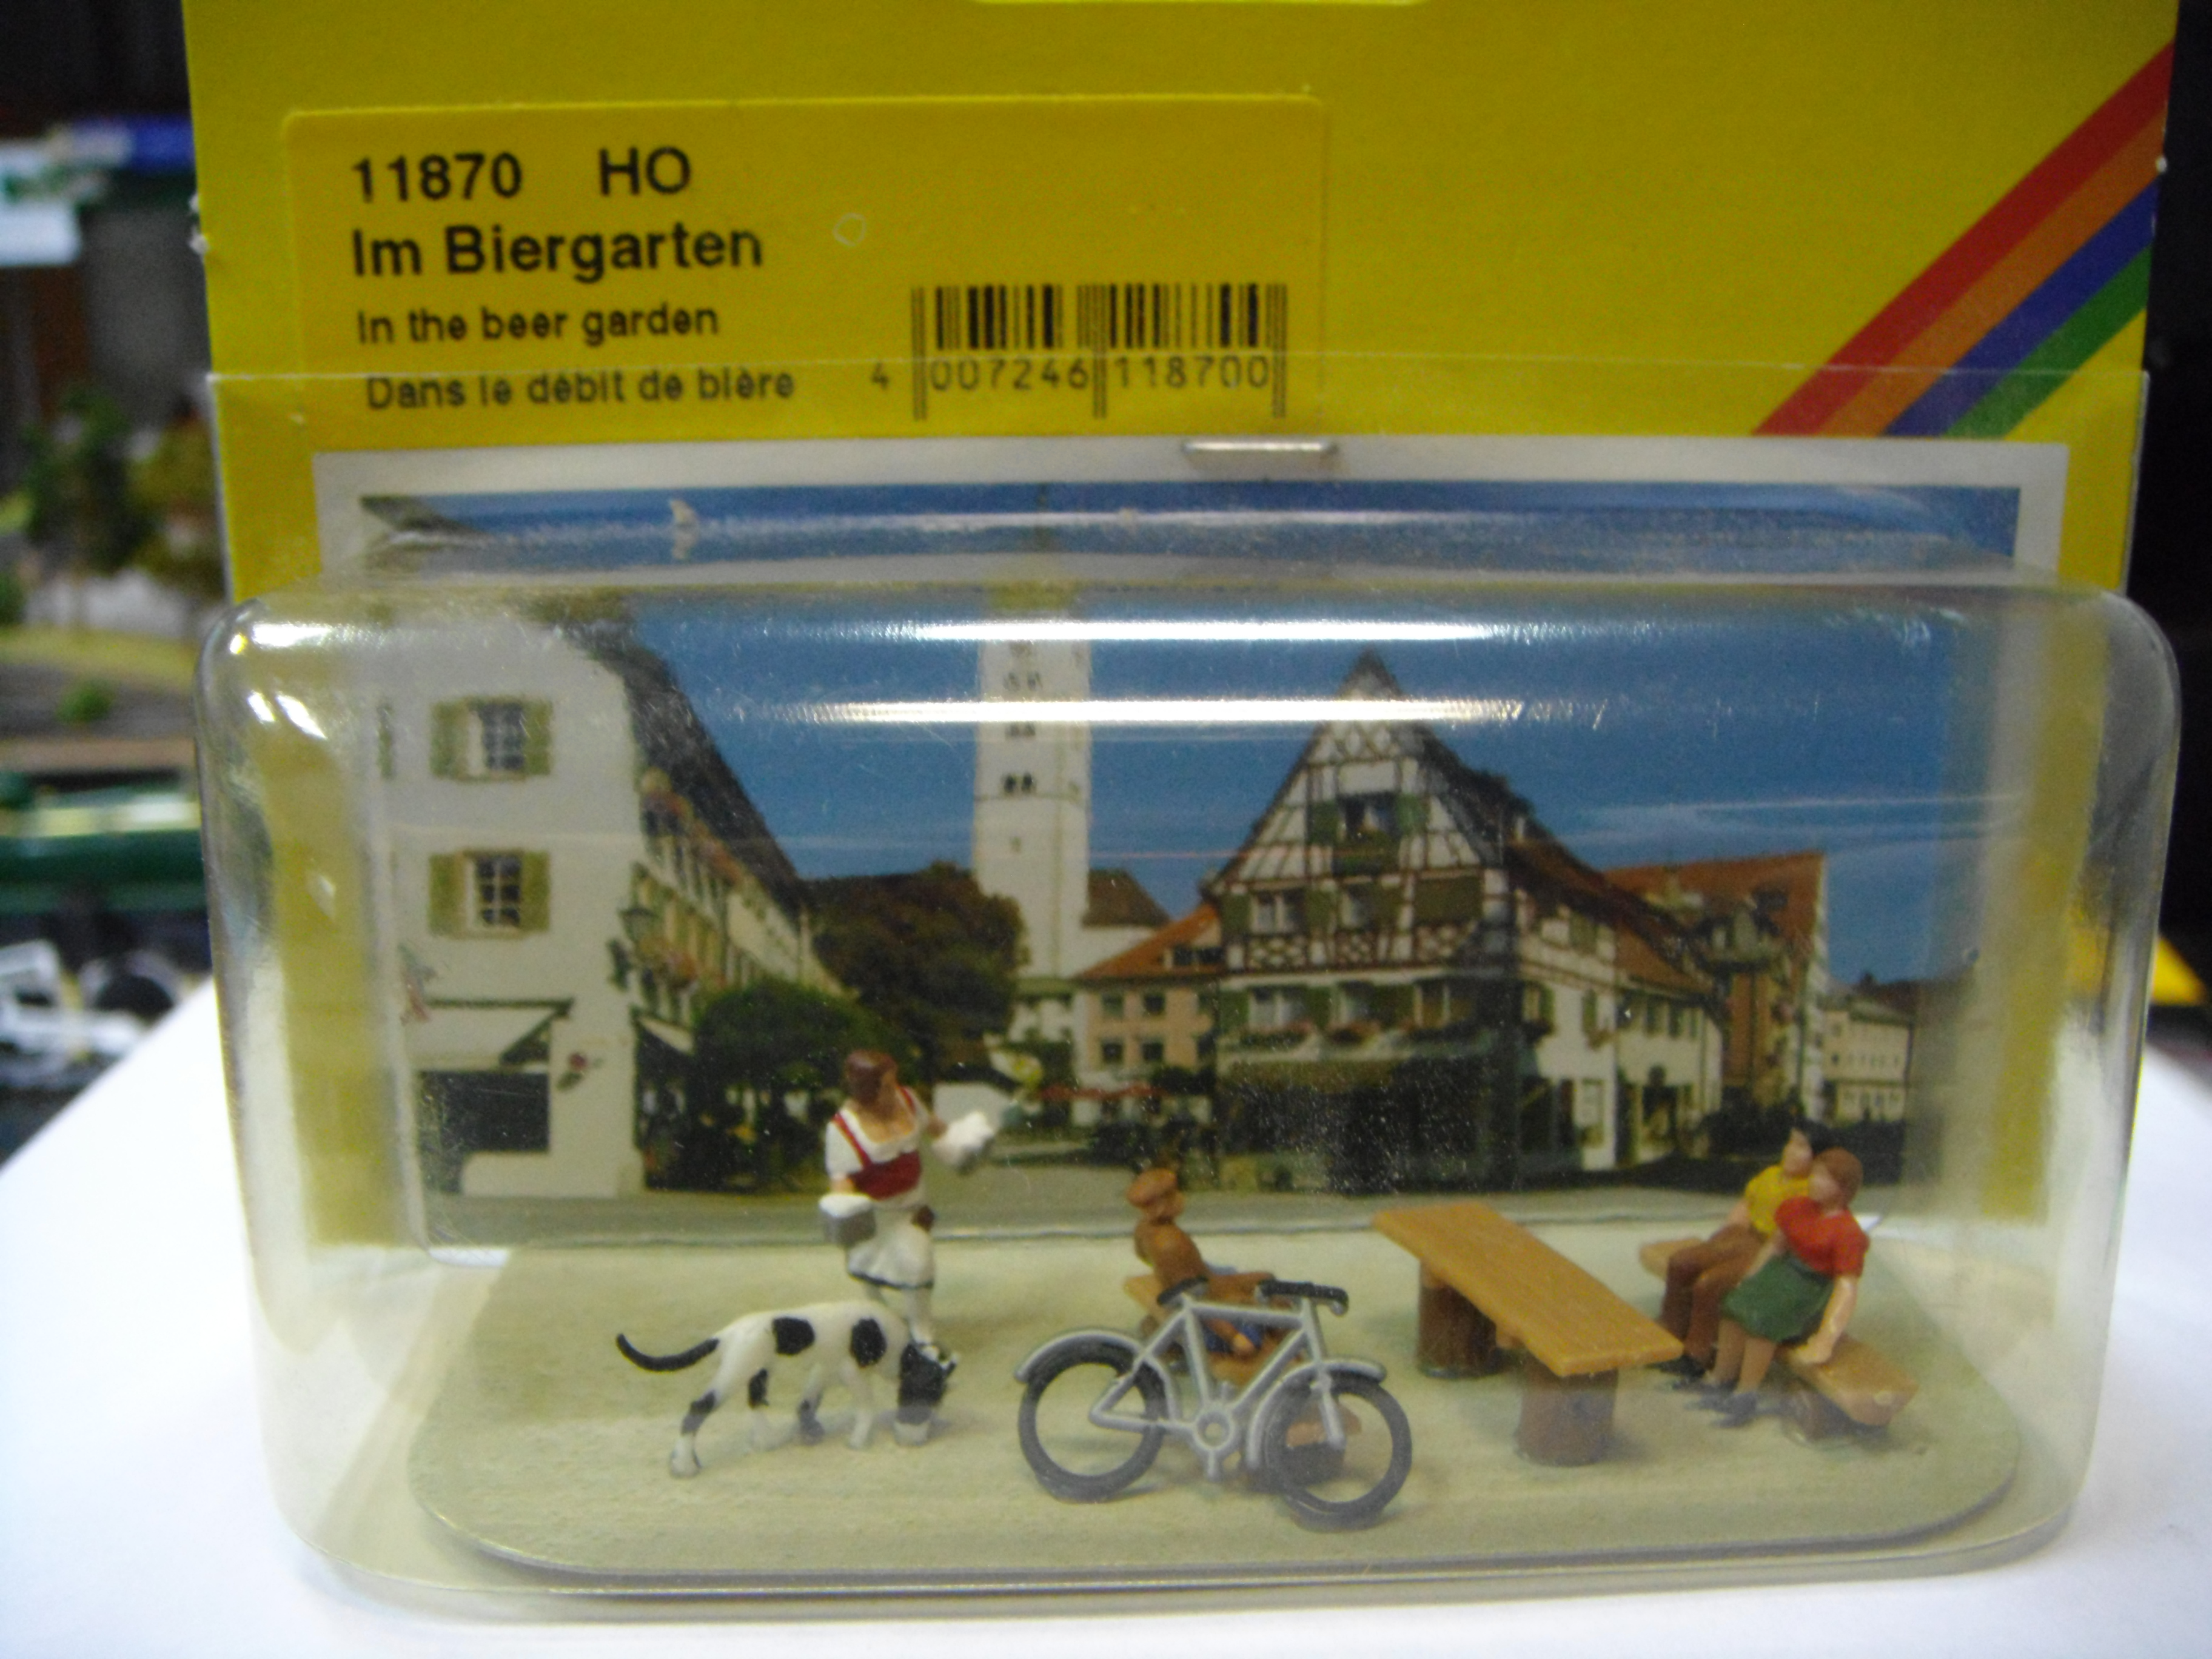 11870 HO
Im Biergarten
In the beer garden
Dans le débit de bière
4 007246 118700